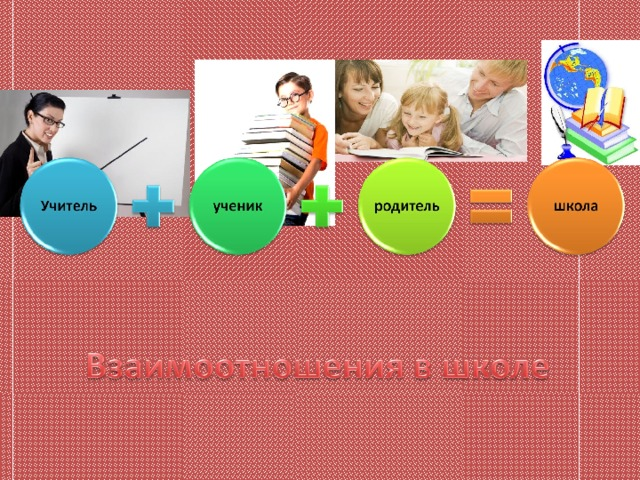 Учитель
ученик
родитель
школа
Взаимоотношения в школе